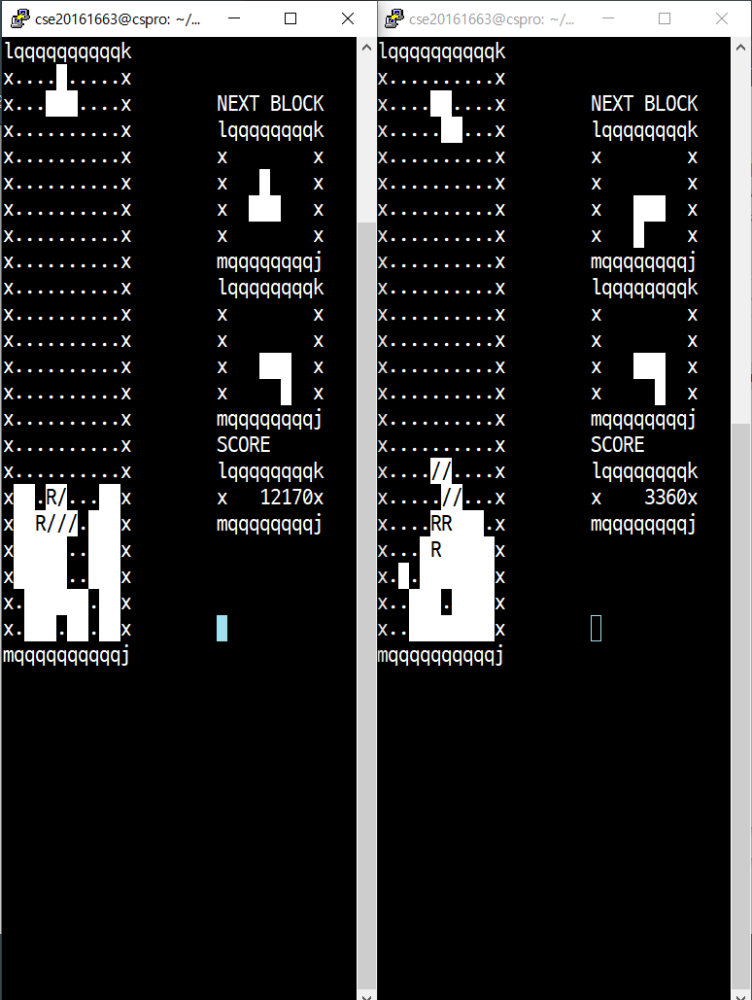 cse20161663@cspro: ~/...
lqqqqqqqqqqk
x.... .....x
x...   ....x        NEXT BLOCK
x..........x        lqqqqqqqqk
x..........x        x        x
x..........x        x        x
x..........x        x        x
x..........x        x        x
x..........x        mqqqqqqqqj
x..........x        lqqqqqqqqk
x..........x        x        x
x..........x        x        x
x..........x        x        x
x..........x        x        x
x..........x        mqqqqqqqqj
x..........x        SCORE
x..........x        lqqqqqqqqk
x  .R/...  x        x   12170x
x  R///.   x        mqqqqqqqqj
x     ..   x
x     ..   x
x.      .  x
x.   .  .  x
mqqqqqqqqqqj
cse20161663@cspro: ~/...
lqqqqqqqqqqk
x..........x
x....  ....x        NEXT BLOCK
x.....  ...x        lqqqqqqqqk
x..........x        x        x
x..........x        x        x
x..........x        x        x
x..........x        x        x
x..........x        mqqqqqqqqj
x..........x        lqqqqqqqqk
x..........x        x        x
x..........x        x        x
x..........x        x        x
x..........x        x        x
x..........x        mqqqqqqqqj
x..........x        SCORE
x....//....x        lqqqqqqqqk
x.....//...x        x    3360x
x....RR   .x        mqqqqqqqqj
x... R     x
x. .       x
x..   .    x
x..        x
mqqqqqqqqqqj